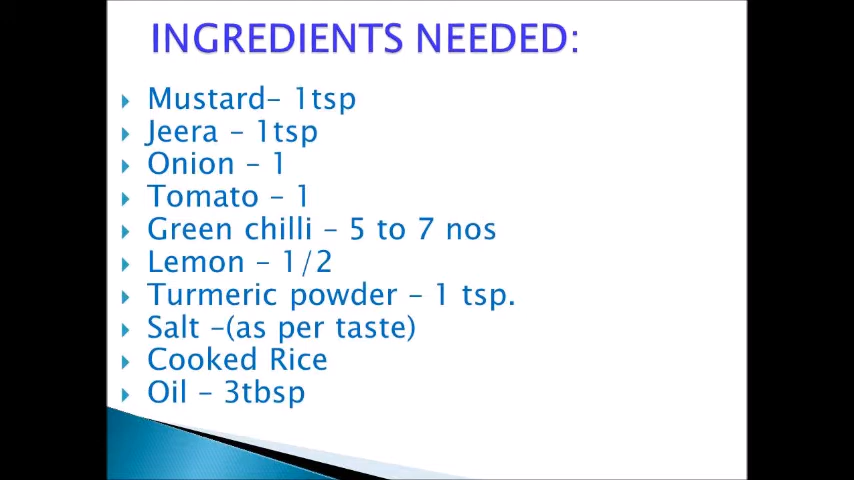 INGREDIENTS NEEDED:
Mustard- 1tsp
Jeera - 1tsp
Onion - 1
Tomato - 1
Green chilli - 5 to 7 nos
Lemon - 1/2
Turmeric powder - 1 tsp.
Salt -(as per taste)
Cooked Rice
Oil - 3tbsp